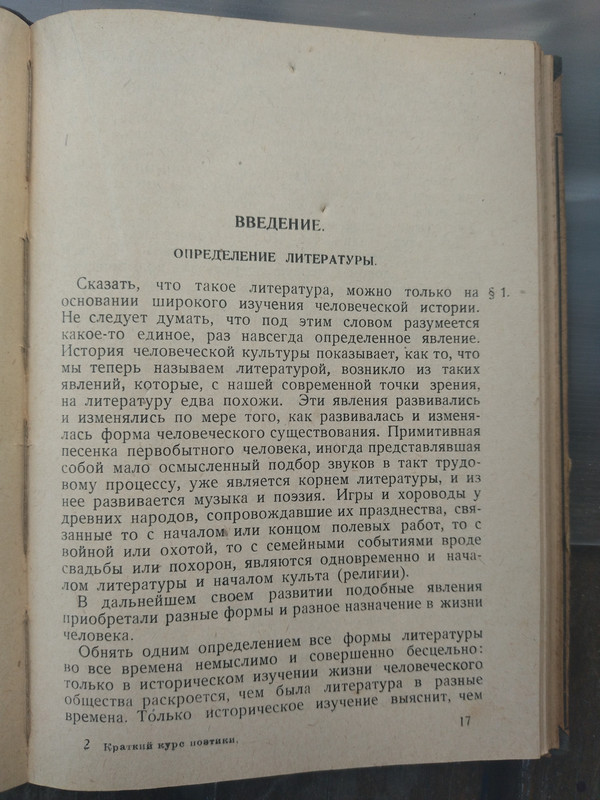 ВВЕДЕНИЕ.
ОПРЕДЕЛЕНИЕ ЛИТЕРАТУРЫ.
Сказать, что такое литература, можно только на § 1.
основании широкого изучения человеческой истории.
Не следует думать, что под этим словом разумеется
какое-то единое, раз навсегда определенное явление.
История человеческой культуры показывает, как то, что
мы теперь называем литературой, возникло из таких
явлений, которые, с нашей современной точки зрения,
на литературу едва похожи. Эти явления развивались
и изменялись по мере того, как развивалась и изменя-
лась форма человеческого существования. Примитивная
песенка первобытного человека, иногда представлявшая
собой мало осмысленный подбор звуков в такт трудо-
вому процессу, уже является корнем литературы, и из
нее развивается музыка и поэзия. Игры и хороводы у
древних народов, сопровождавшие их празднества, свя-
занные то с началом или концом полевых работ, то с
войной или охотой, то с семейными событиями вроде
свадьбы или похорон, являются одновременно и нача-
лом литературы и началом культа (религии).
В дальнейшем своем развитии подобные явления
приобретали разные формы и разное назначение в жизни
человека.
Обнять одним определением все формы литературы
во все времена немыслимо и совершенно бесцельно:
только в историческом изучении жизни человеческого
общества раскроется, чем была литература в разные
времена. Только историческое изучение выяснит, чем
17
2 Краткий курс поэтики.